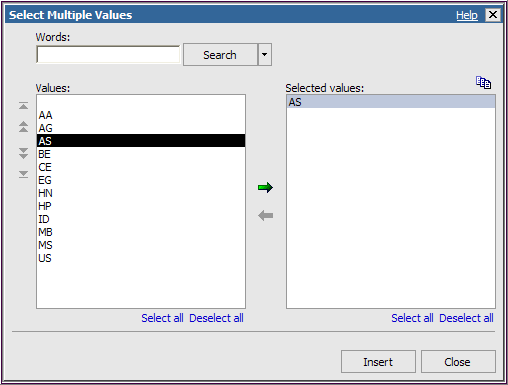 Select Multiple Values Help
Words:
Search
Values: Selected values:
AS
AA
AG
AS
BE
CE
EG
HN
HP
ID
MB
MS
US
Select all Deselect all Select all Deselect all
Insert Close